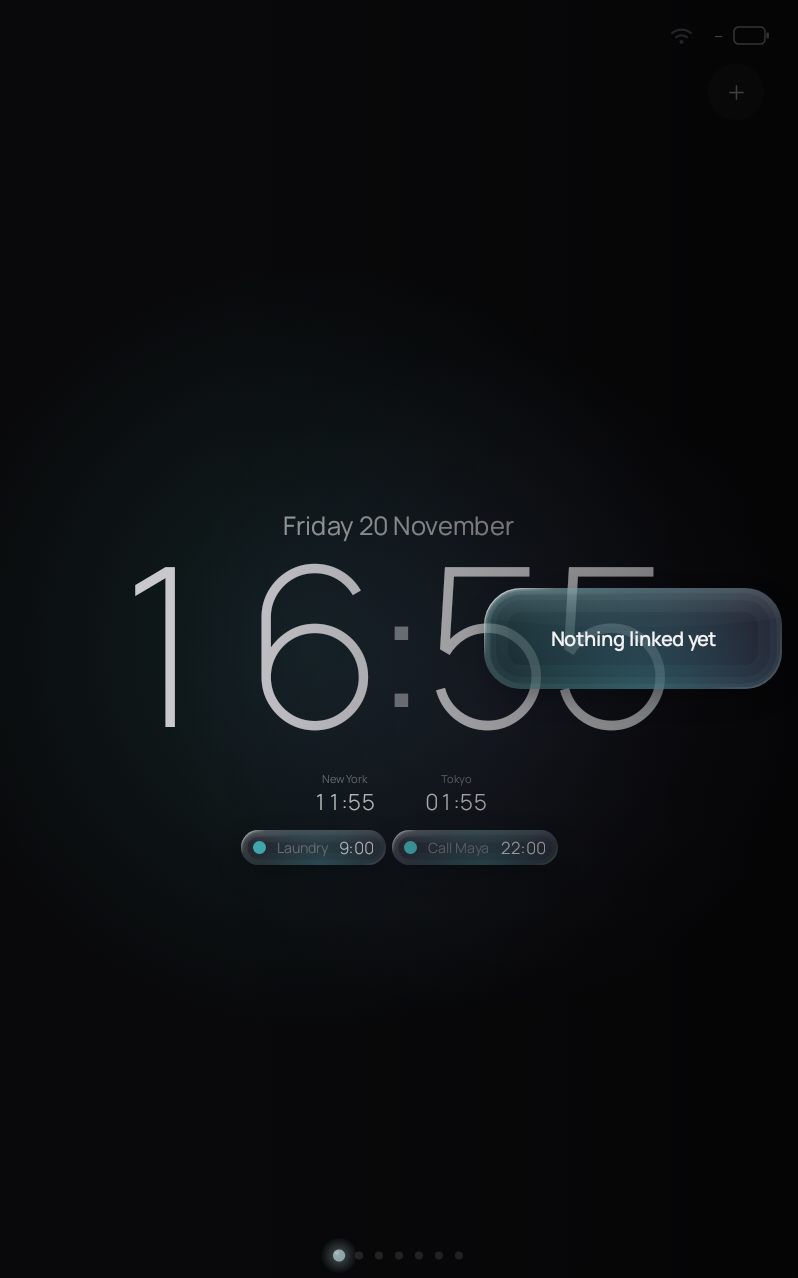 –
+
Friday 20 November
16:55
Nothing linked yet
New York Tokyo
11:55 01:55
Laundry 9:00 Call Maya 22:00